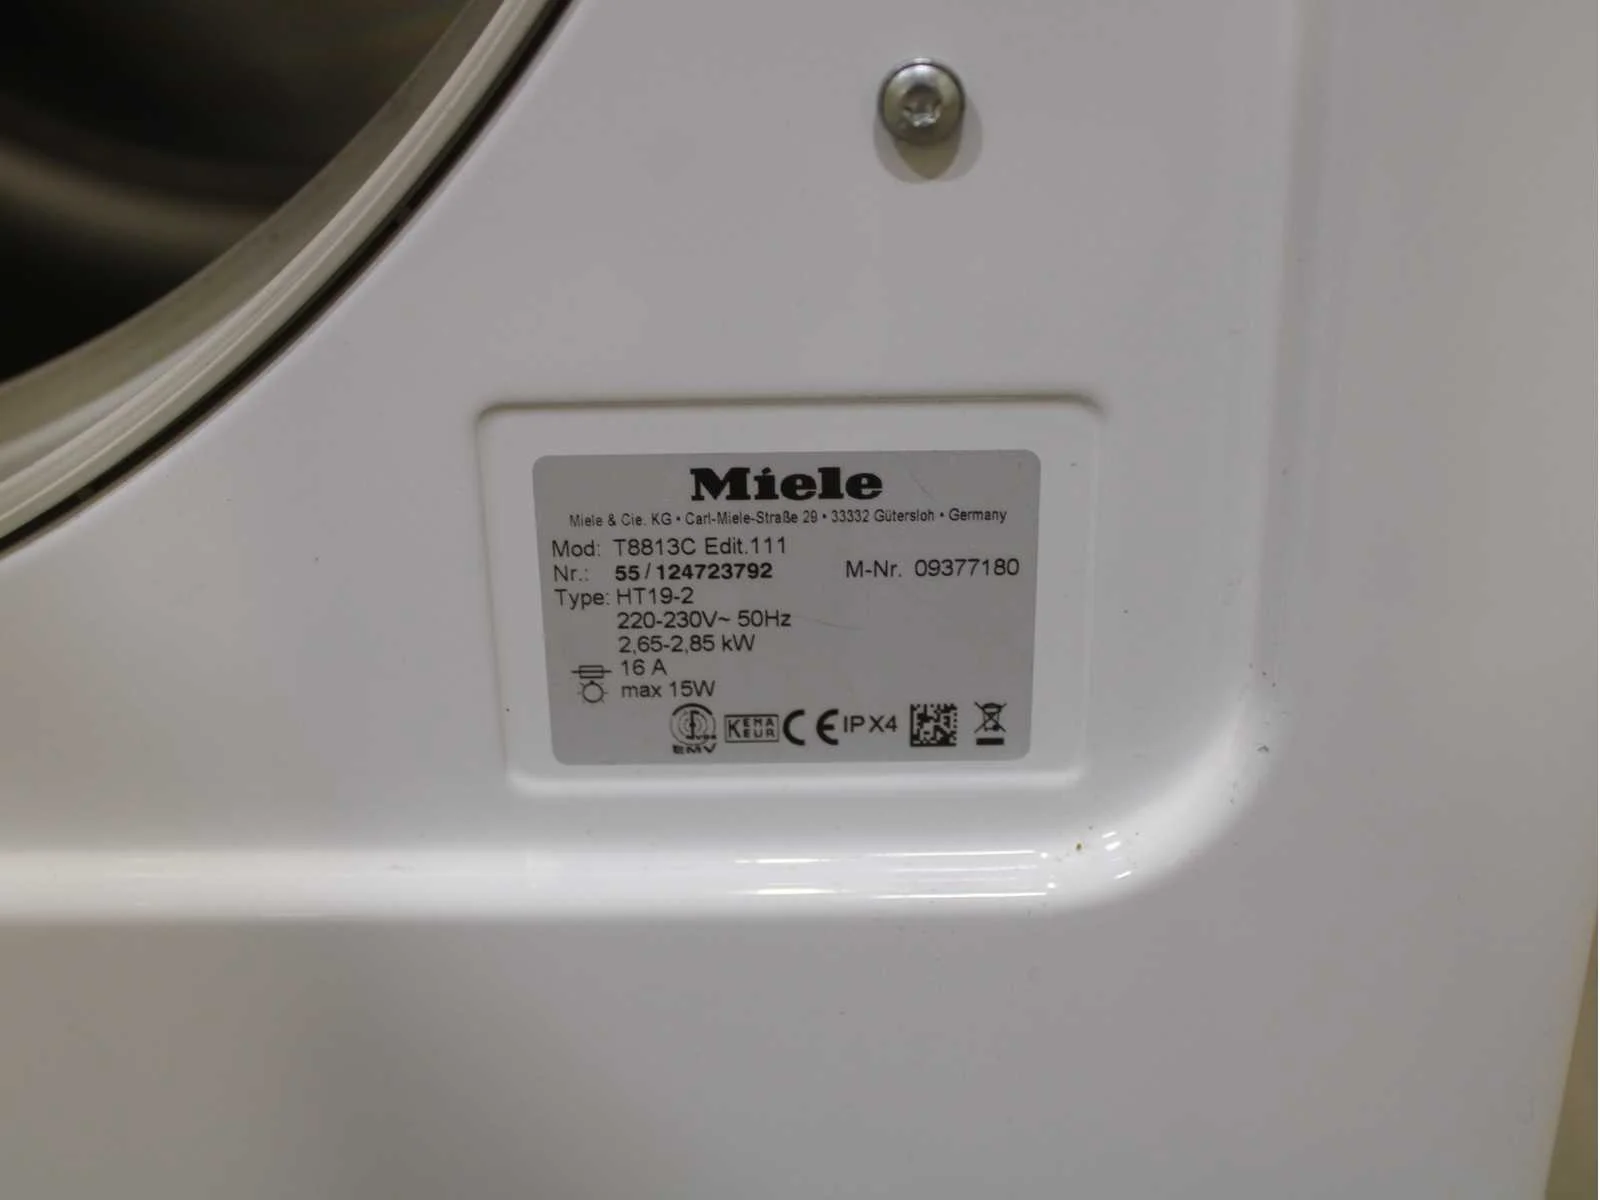 Miele
Miele & Cie. KG • Carl-Miele-Straße 29 • 33332 Gütersloh • Germany
Mod: T8813C Edit.111
Nr.: 55/124723792 M-Nr. 09377180
Type: HT19-2
220-230V~ 50Hz
2,65-2,85 kW
16 A
max 15W
KEMA KEUR CE IPX4
EMV